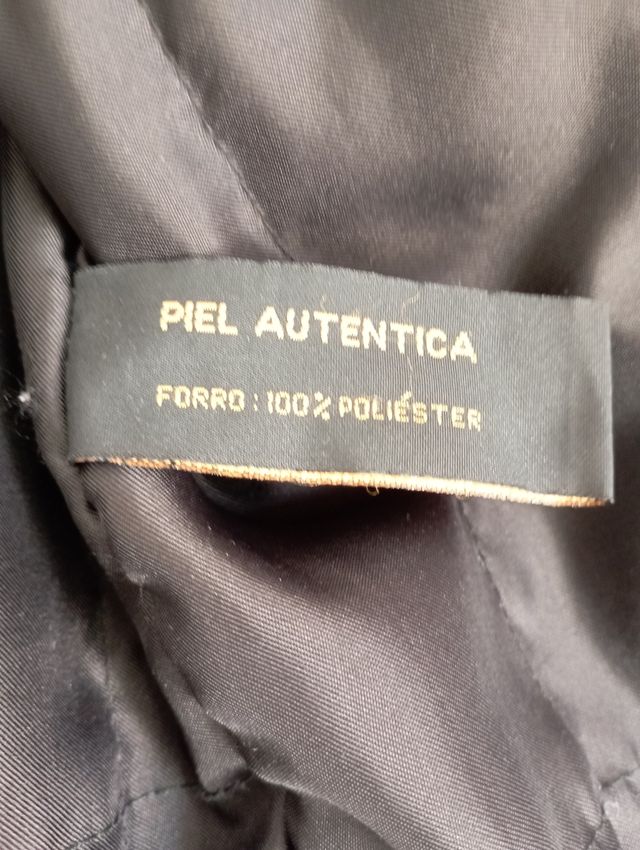 PIEL AUTENTICA
FORRO: 100% POLIÉSTER